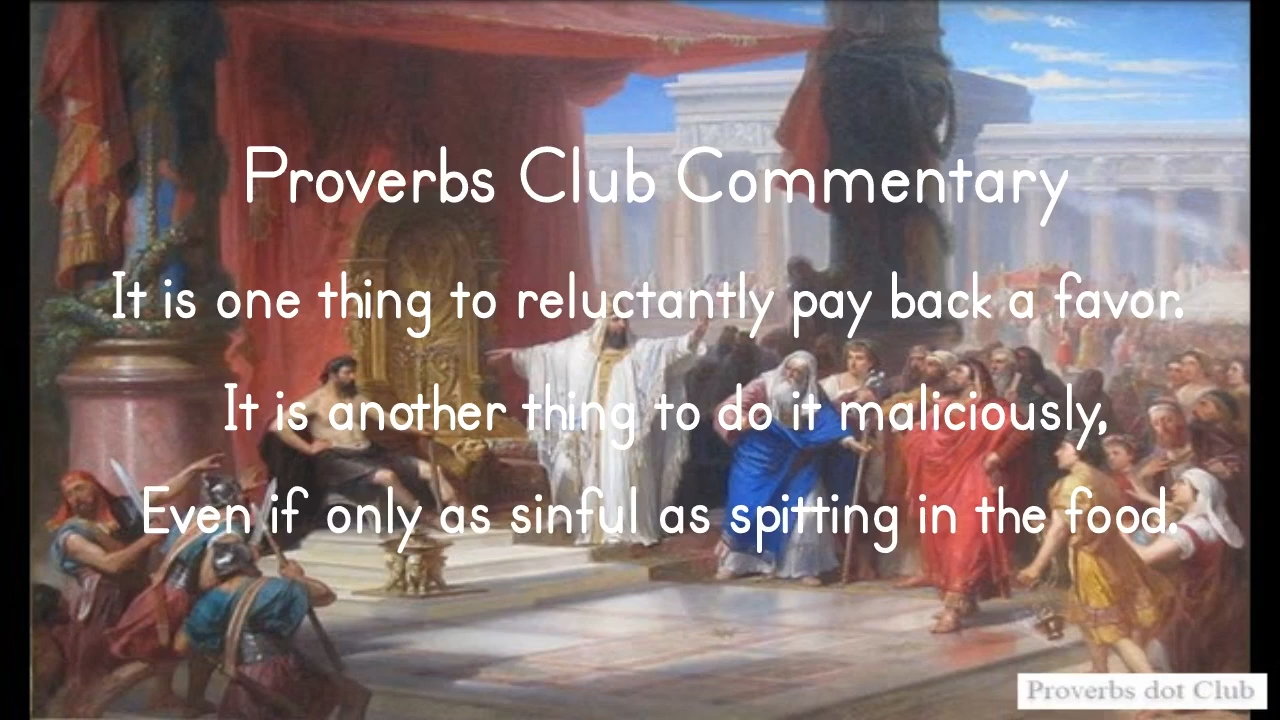 Proverbs Club Commentary
It is one thing to reluctantly pay back a favor.
It is another thing to do it maliciously,
Even if only as sinful as spitting in the food.
Proverbs dot Club